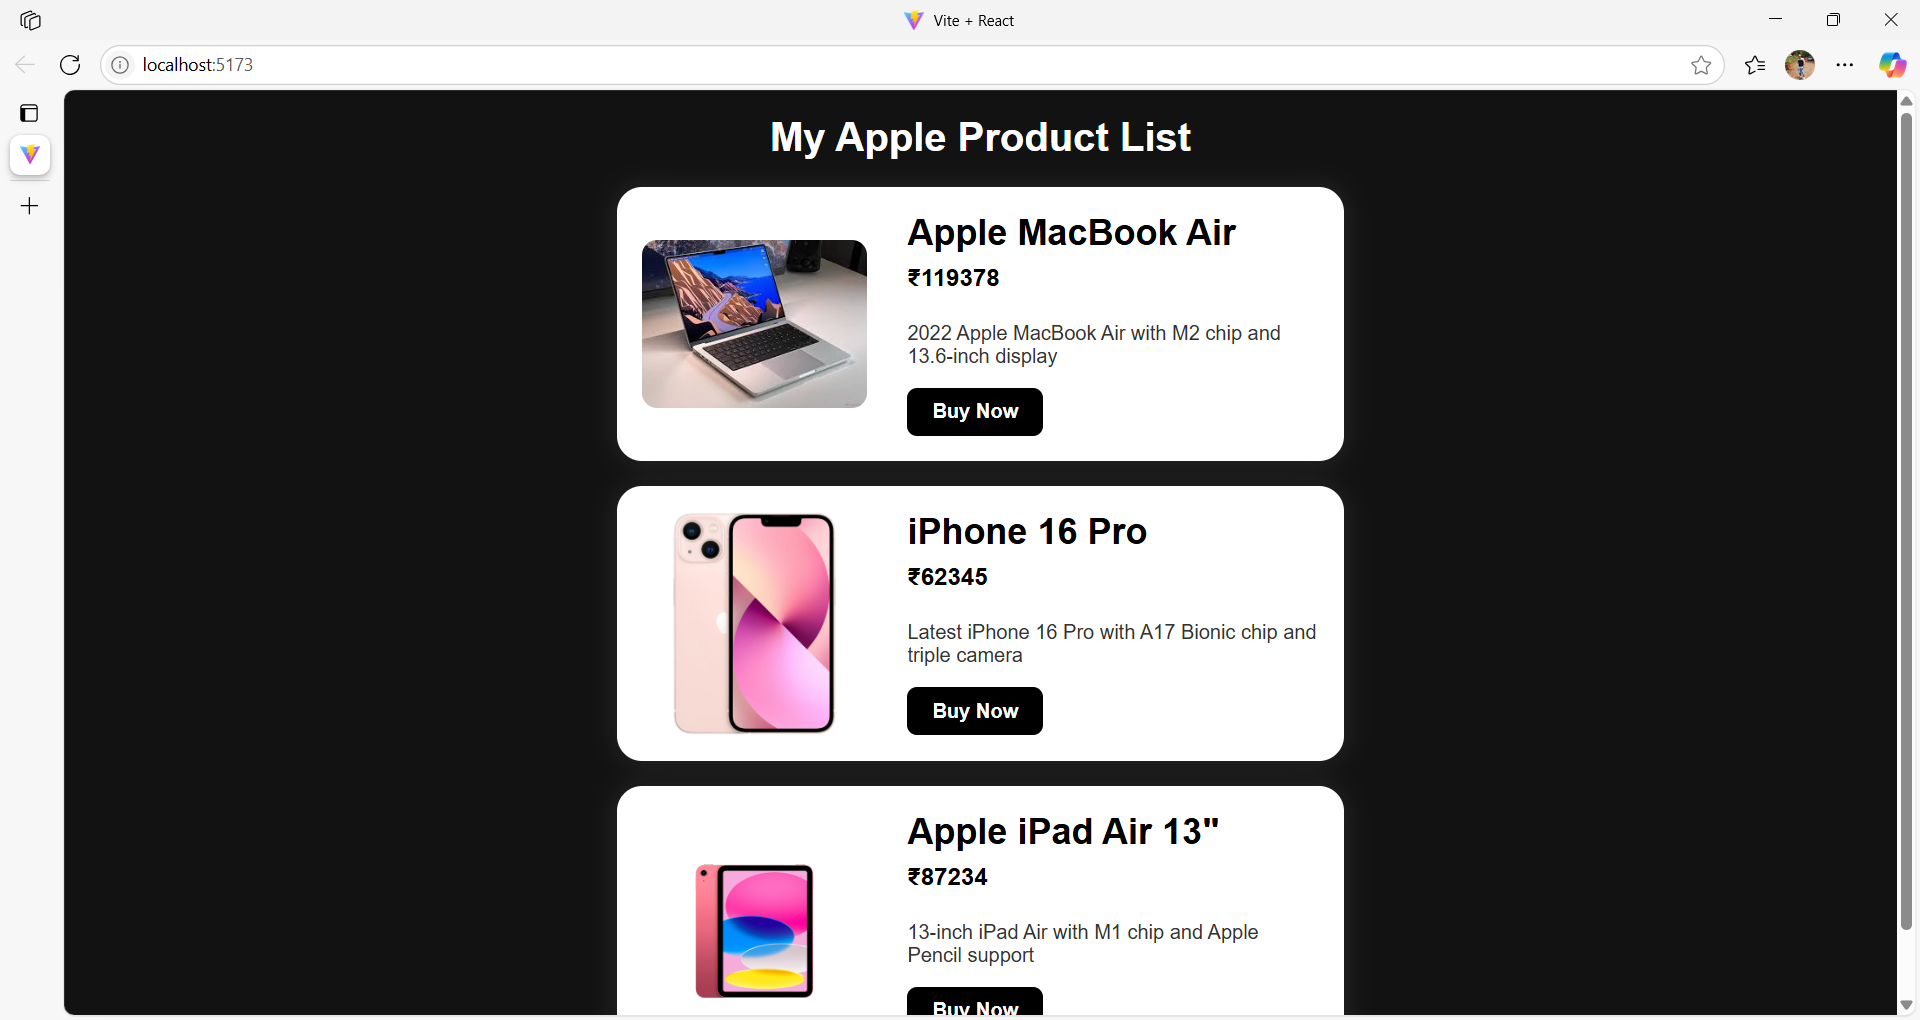 Vite + React
localhost:5173
My Apple Product List
Apple MacBook Air
₹119378
2022 Apple MacBook Air with M2 chip and
13.6-inch display
Buy Now
iPhone 16 Pro
₹62345
Latest iPhone 16 Pro with A17 Bionic chip and
triple camera
Buy Now
Apple iPad Air 13"
₹87234
13-inch iPad Air with M1 chip and Apple
Pencil support
Buy Now